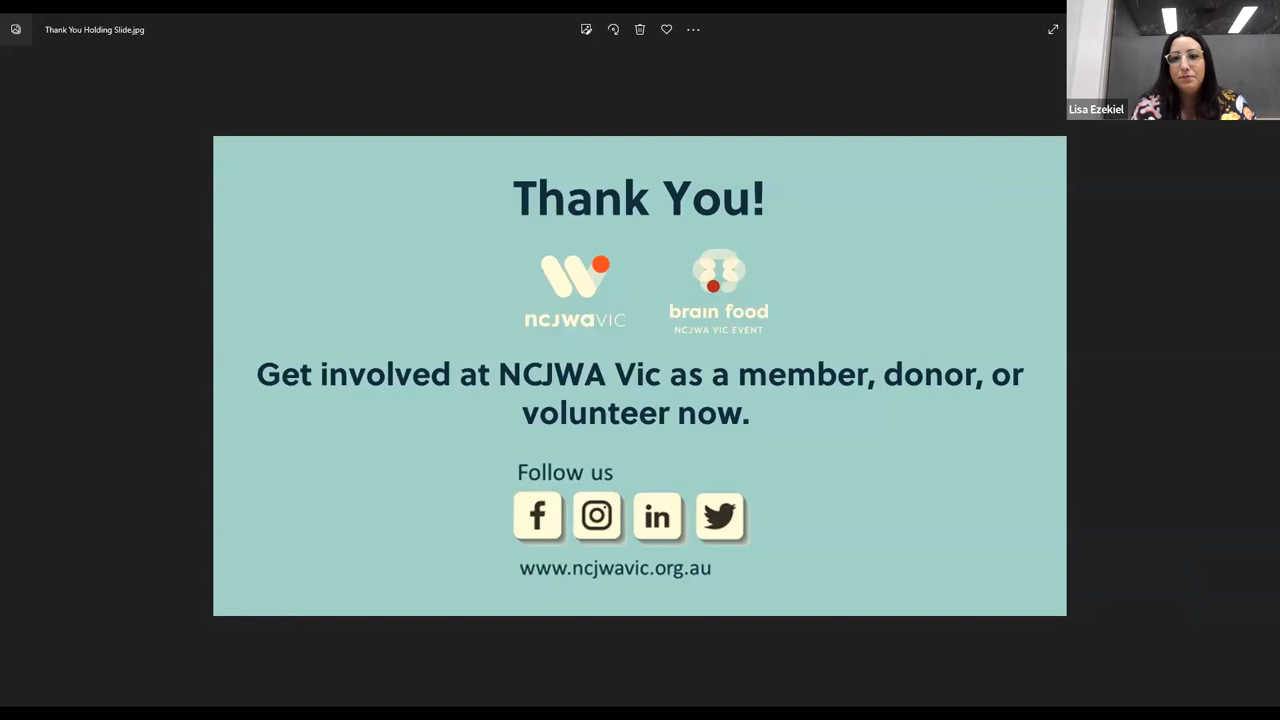 Thank You Holding Slide.jpg
Lisa Ezekiel
Thank You!
ncjwaVIC
brain food
NCJWA VIC EVENT
Get involved at NCJWA Vic as a member, donor, or
volunteer now.
Follow us
www.ncjwavic.org.au